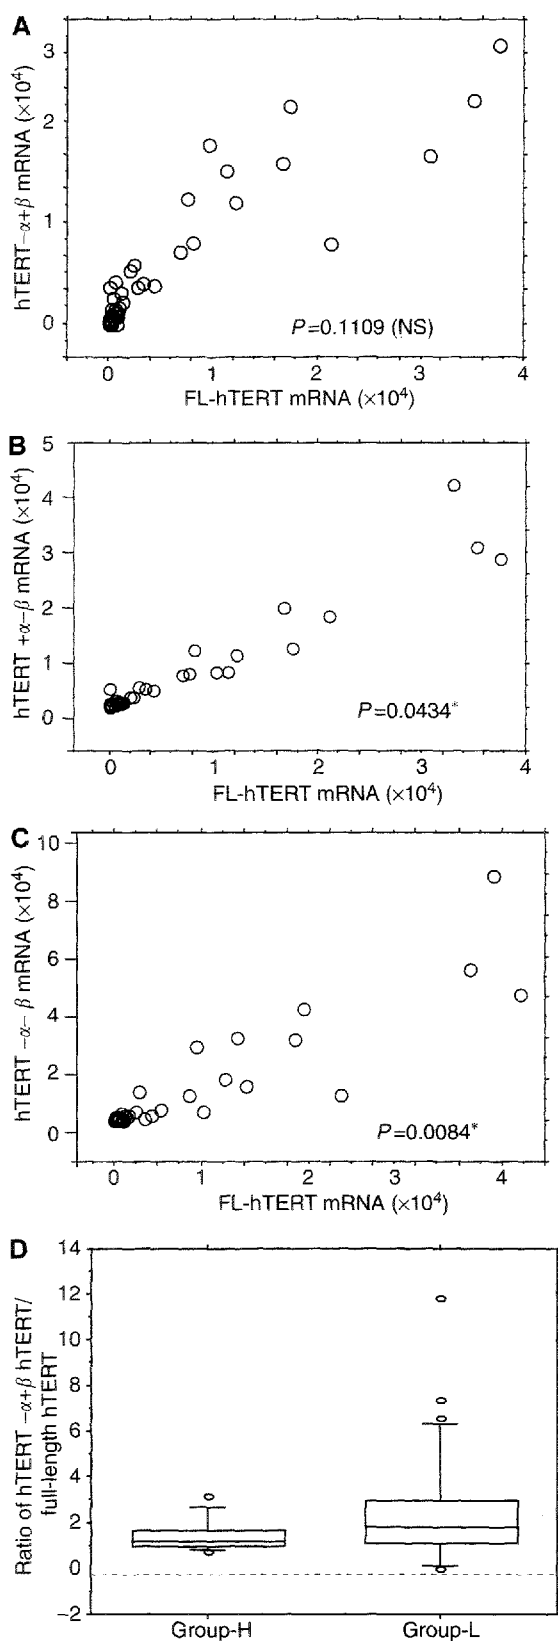 A
hTERT−α+β mRNA (×10⁴)
3
2
1
0
P=0.1109 (NS)
0 1 2 3 4
FL-hTERT mRNA (×10⁴)
B
hTERT +α−β mRNA (×10⁴)
5
4
3
2
1
0
P=0.0434*
0 1 2 3 4
FL-hTERT mRNA (×10⁴)
C
hTERT −α− β mRNA (×10⁴)
10
8
6
4
2
0
P=0.0084*
0 1 2 3 4
FL-hTERT mRNA (×10⁴)
D
Ratio of hTERT −α+β hTERT/
full-length hTERT
14
12
10
8
6
4
2
0
−2
Group-H Group-L